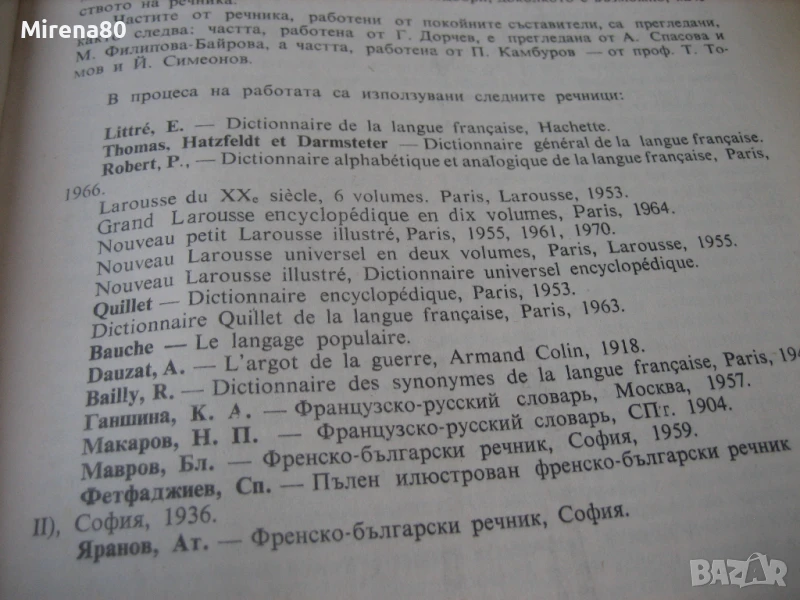 Mirena80
ството на речника.
Частите от речника, работени от покойните съставители, са прегледани,
както следва: частта, работена от Г. Дорчев, е прегледана от А. Спасова и
М. Филипова-Байрова, а частта, работена от П. Камбуров — от проф. Т. То-
мов и Й. Симеонов.
В процеса на работата са използувани следните речници:
Littré, E. — Dictionnaire de la langue française, Hachette.
Thomas, Hatzfeldt et Darmsteter — Dictionnaire général de la langue française.
Robert, P., — Dictionnaire alphabétique et analogique de la langue française, Paris,
1966.
Larousse du XXe siècle, 6 volumes. Paris, Larousse, 1953.
Grand Larousse encyclopédique en dix volumes, Paris, 1964.
Nouveau petit Larousse illustré, Paris, 1955, 1961, 1970.
Nouveau Larousse universel en deux volumes, Paris, Larousse, 1955.
Nouveau Larousse illustré, Dictionnaire universel encyclopédique.
Quillet — Dictionnaire encyclopédique, Paris, 1953.
Dictionnaire Quillet de la langue française, Paris, 1963.
Bauche — Le langage populaire.
Dauzat, A. — L'argot de la guerre, Armand Colin, 1918.
Bailly, R. — Dictionnaire des synonymes de la langue française, Paris,
Ганшина, К. А. — Французско-русский словарь, Москва, 1957.
Макаров, Н. П. — Французско-русский словарь, СПг. 1904.
Мавров, Бл. — Френско-български речник, София, 1959.
Фетфаджиев, Сп. — Пълен илюстрован френско-български речник
II), София, 1936.
Яранов, Ат. — Френско-български речник, София.
BAZAR